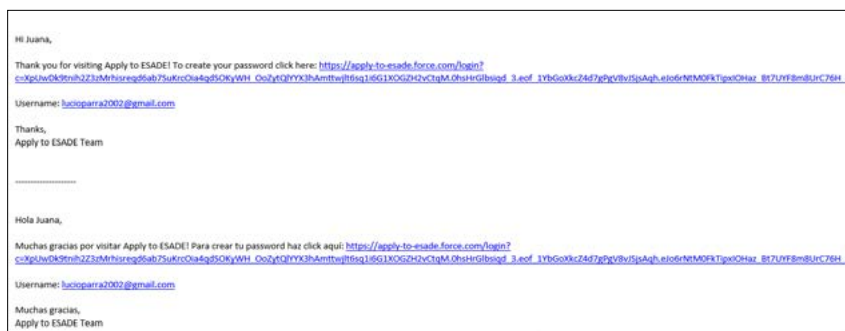 Hi Juana,
Thank you for visiting Apply to ESADE! To create your password click here: https://apply-to-esade.force.com/login?
Username: lucioparra2002@gmail.com
Thanks,
Apply to ESADE Team
--------------------
Hola Juana,
Muchas gracias por visitar Apply to ESADE! Para crear tu password haz click aquí: https://apply-to-esade.force.com/login?
Username: lucioparra2002@gmail.com
Muchas gracias,
Apply to ESADE Team